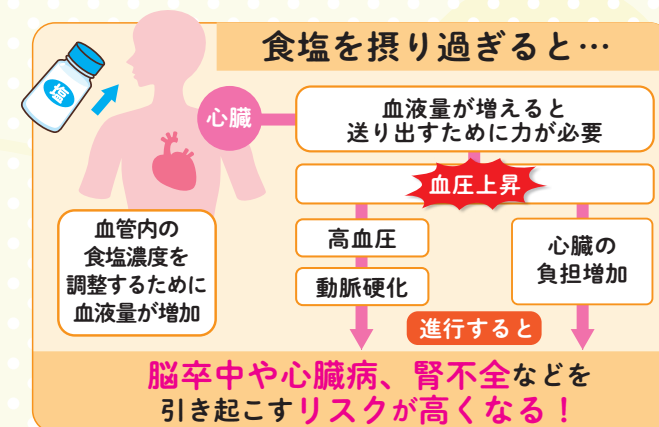 食塩を摂り過ぎると…
塩
心臓
血液量が増えると
送り出すために力が必要
血圧上昇
血管内の
食塩濃度を
調整するために
血液量が増加
高血圧
動脈硬化
心臓の
負担増加
進行すると
脳卒中や心臓病、腎不全などを
引き起こすリスクが高くなる！